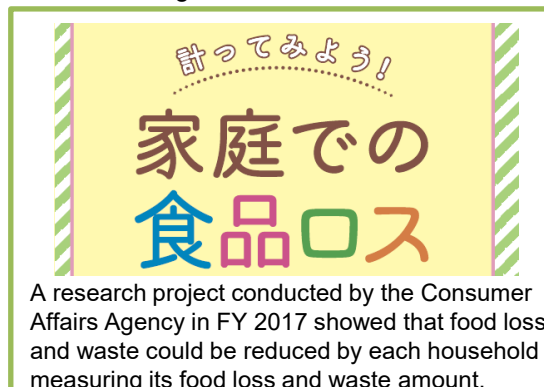 計ってみよう!
家庭での
食品ロス
A research project conducted by the Consumer
Affairs Agency in FY 2017 showed that food loss
and waste could be reduced by each household
measuring its food loss and waste amount.